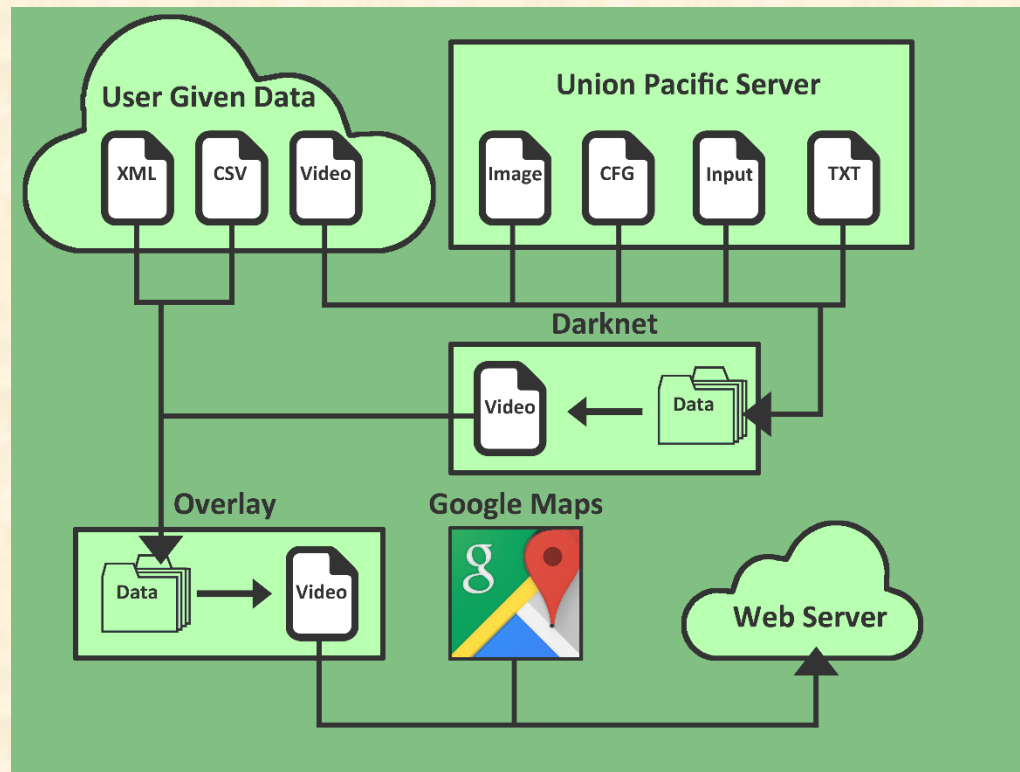 User Given Data
XML
CSV
Video
Union Pacific Server
Image
CFG
Input
TXT
Darknet
Video
Data
Overlay
Data
Video
Google Maps
g
Web Server